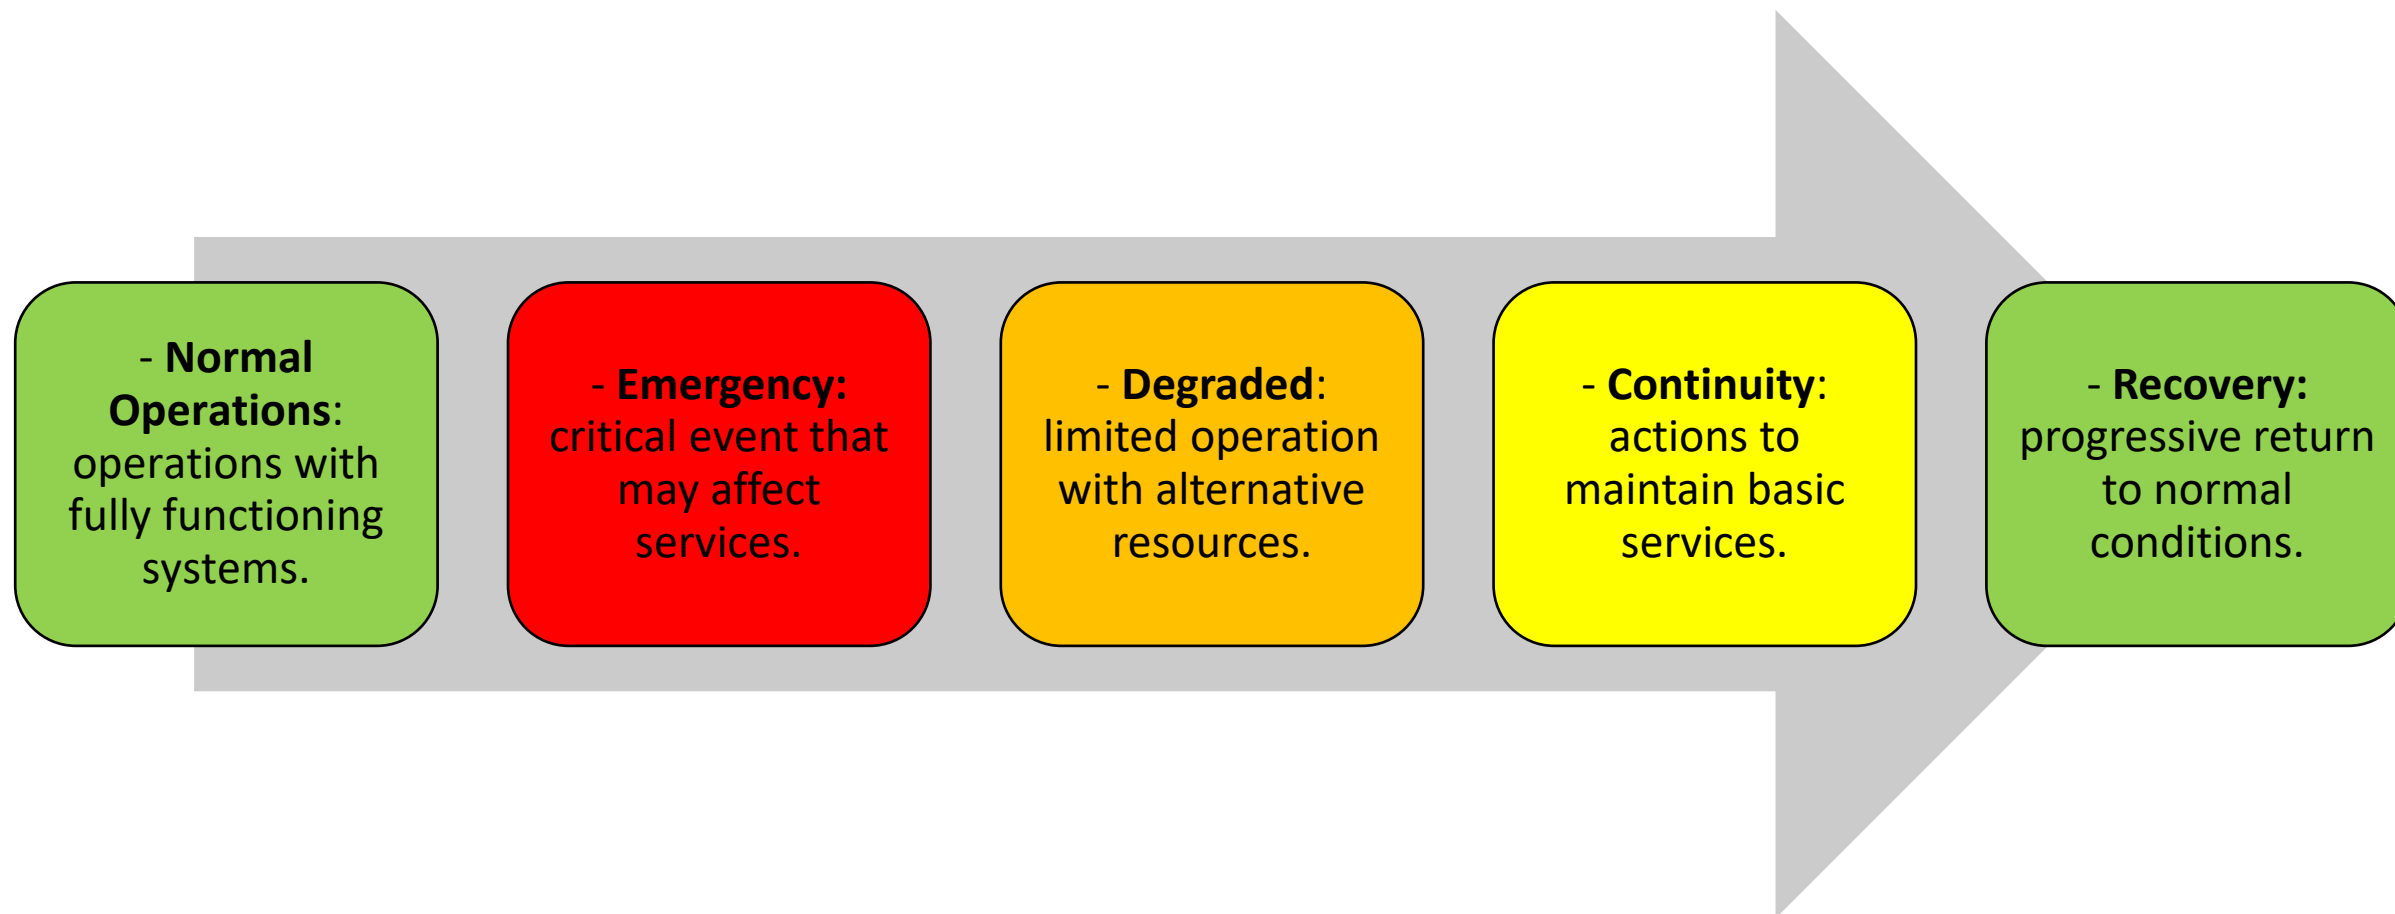 - Normal
Operations:
operations with
fully functioning
systems.
- Emergency:
critical event that
may affect
services.
- Degraded:
limited operation
with alternative
resources.
- Continuity:
actions to
maintain basic
services.
- Recovery:
progressive return
to normal
conditions.